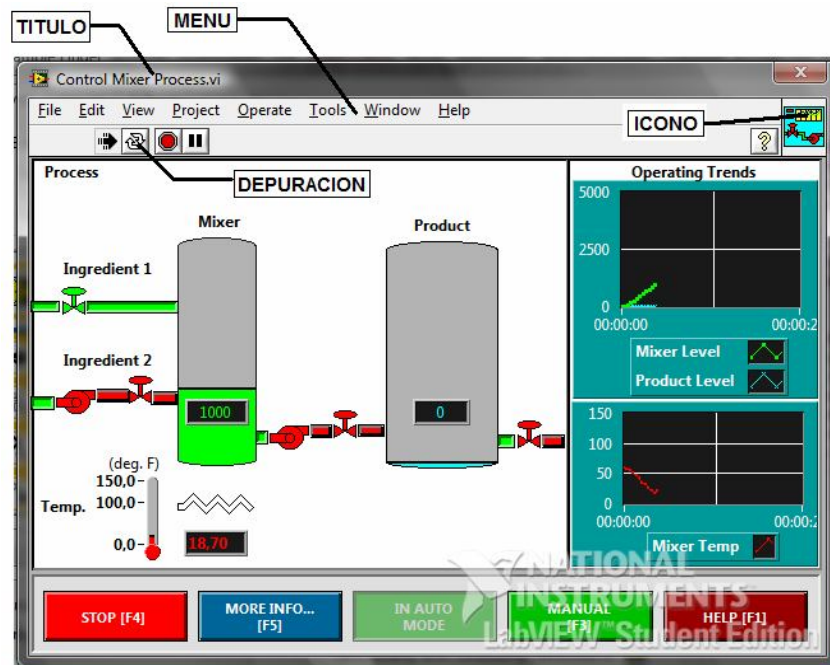 TITULO
MENU
Control Mixer Process.vi
X
File Edit View Project Operate Tools Window Help
ICONO
?
DEPURACION
Process
Operating Trends
Mixer
Product
5000
2500
0
00:00:00
Ingredient 1
Mixer Level
Product Level
Ingredient 2
1000
0
150
100
50
0
00:00:00
Mixer Temp
(deg. F)
150,0
Temp. 100,0
0,0
18,70
NATIONAL
INSTRUMENTS
LabVIEW™ Student Edition
STOP [F4]
MORE INFO...
[F5]
IN AUTO
MODE
MANUAL
[F3]
HELP [F1]